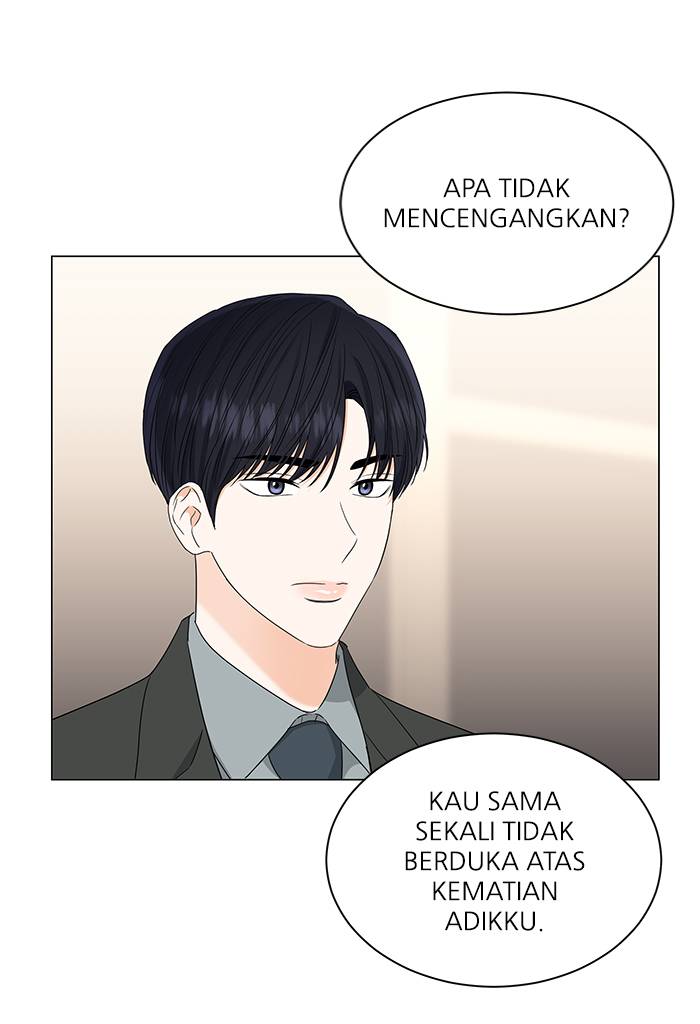 APA TIDAK
MENCENGANGKAN?
KAU SAMA
SEKALI TIDAK
BERDUKA ATAS
KEMATIAN
ADIKKU.